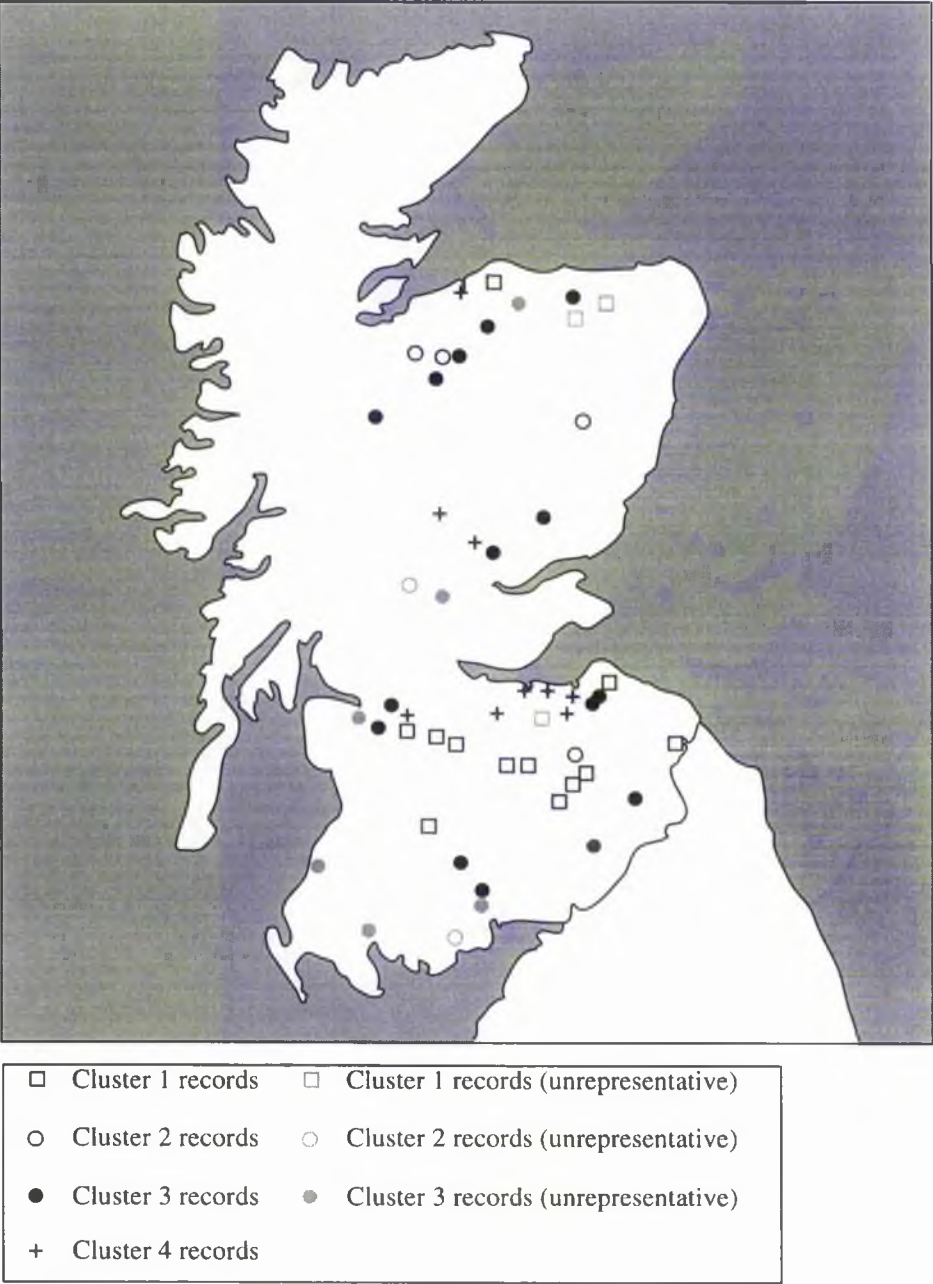 Cluster 1 records Cluster 1 records (unrepresentative)
Cluster 2 records Cluster 2 records (unrepresentative)
Cluster 3 records Cluster 3 records (unrepresentative)
Cluster 4 records